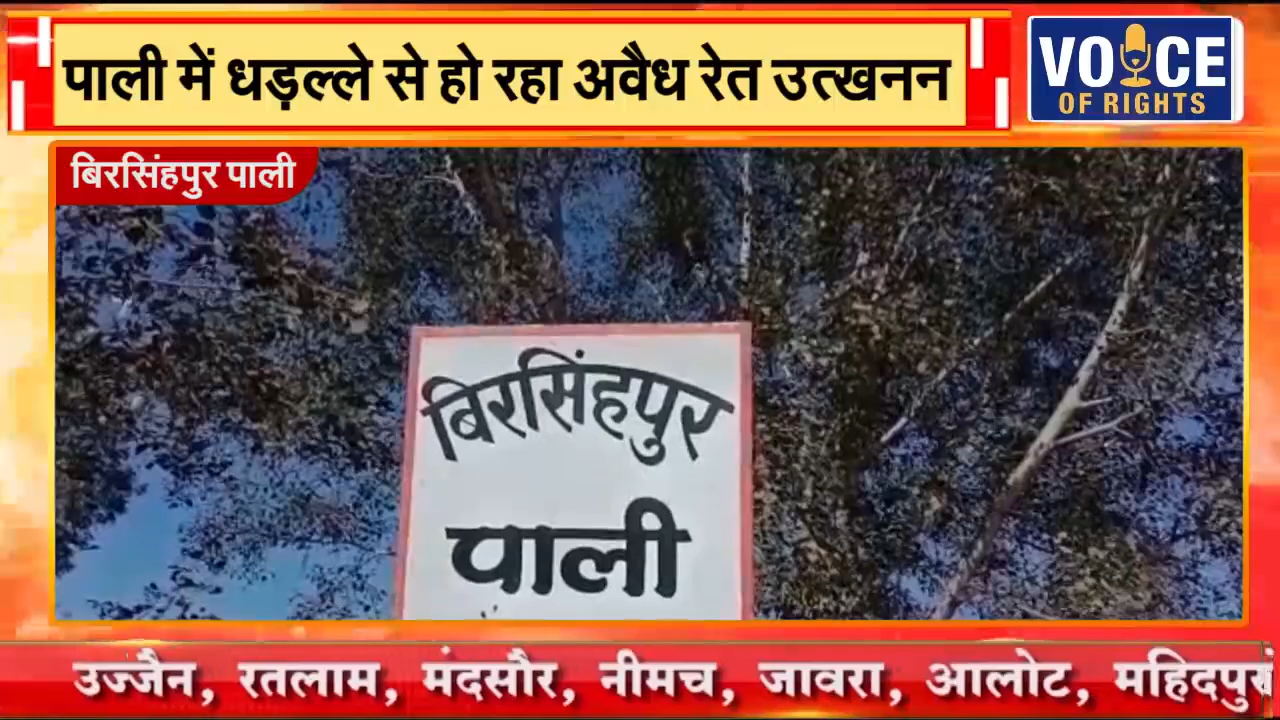 पाली में धड़ल्ले से हो रहा अवैध रेत उत्खनन
VOICE
OF RIGHTS
बिरसिंहपुर पाली
बिरसिंहपुर
पाली
उज्जैन, रतलाम, मंदसौर, नीमच, जावरा, आलोट, महिदपुर